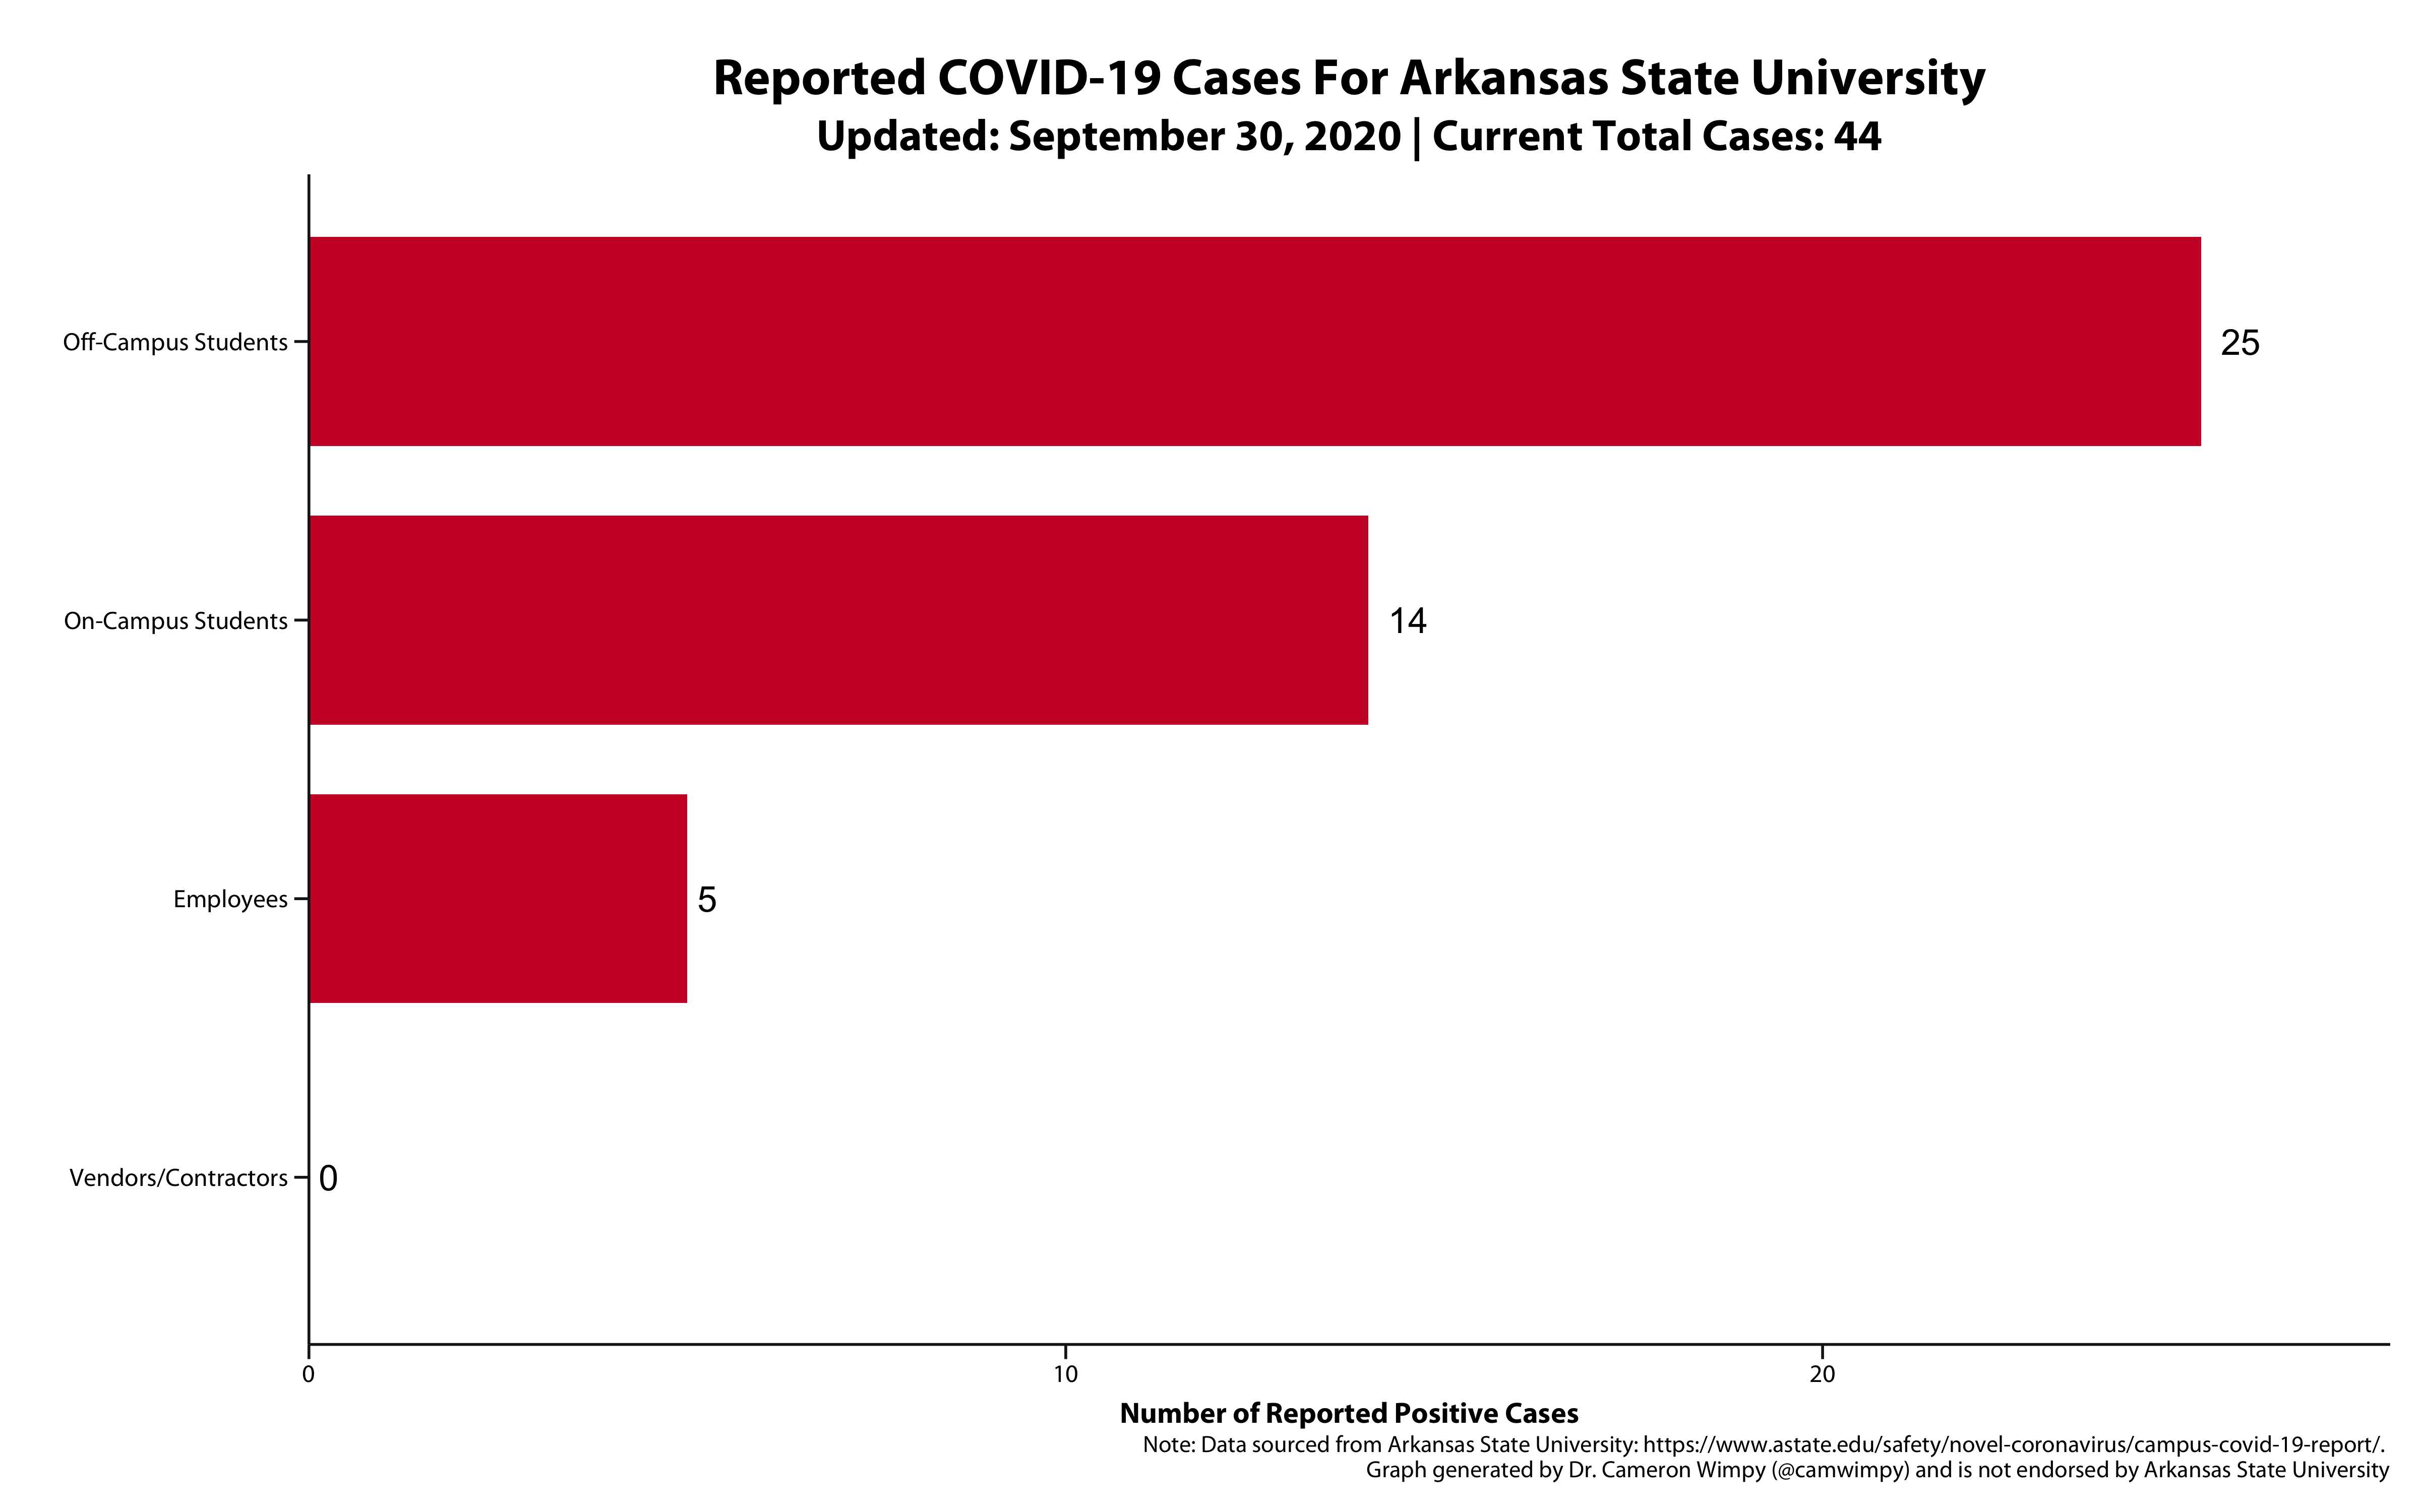 Reported COVID-19 Cases For Arkansas State University
Updated: September 30, 2020 | Current Total Cases: 44
Off-Campus Students
25
On-Campus Students
14
Employees
5
Vendors/Contractors
0
0
10
20
Number of Reported Positive Cases
Note: Data sourced from Arkansas State University: https://www.astate.edu/safety/novel-coronavirus/campus-covid-19-report/.
Graph generated by Dr. Cameron Wimpy (@camwimpy) and is not endorsed by Arkansas State University